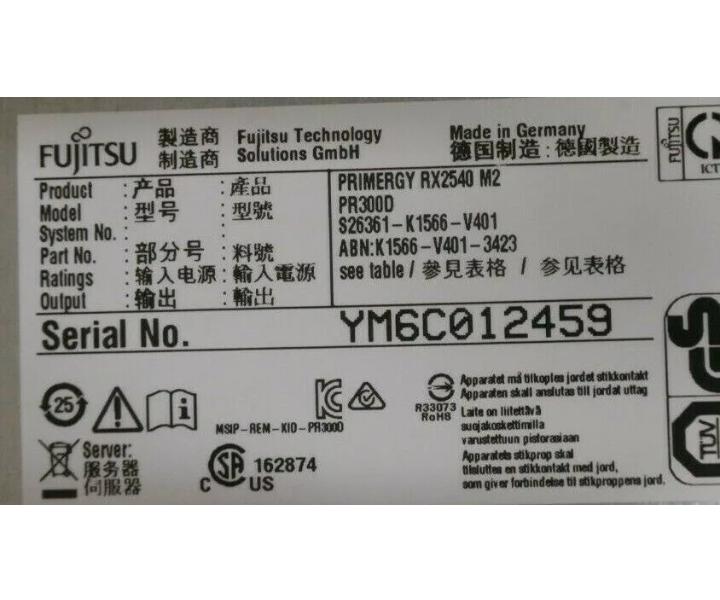 FUJITSU 製造商 Fujitsu Technology Made in Germany
制造商 Solutions GmbH 德国制造：德國製造
Product : 产品 : 產品 PRIMERGY RX2540 M2
Model : 型号 : 型號 PR300D
System No. : : S26361-K1566-V401
Part No. : 部分号 : 料號 ABN:K1566-V401-3423
Ratings : 输入电源 : 輸入電源 see table / 參見表格 / 参见表格
Output : 输出 : 輸出
Serial No. YM6C012459
FUJITSU
ICT
25
MSIP-REM-KIO-PR300D
R33073
RoHS
Apparatet må tilkoples jordet stikkontakt
Apparaten skall anslutas till jordat uttag
Laite on liitettävä
suojakoskettimilla
varustettuun pistorasiaan
Apparatets stikprop skal
tilsluttes en stikkontakt med jord,
som giver forbindelse til stikproppens jord.
Server:
服务器
伺服器
C SA US 162874
TÜV